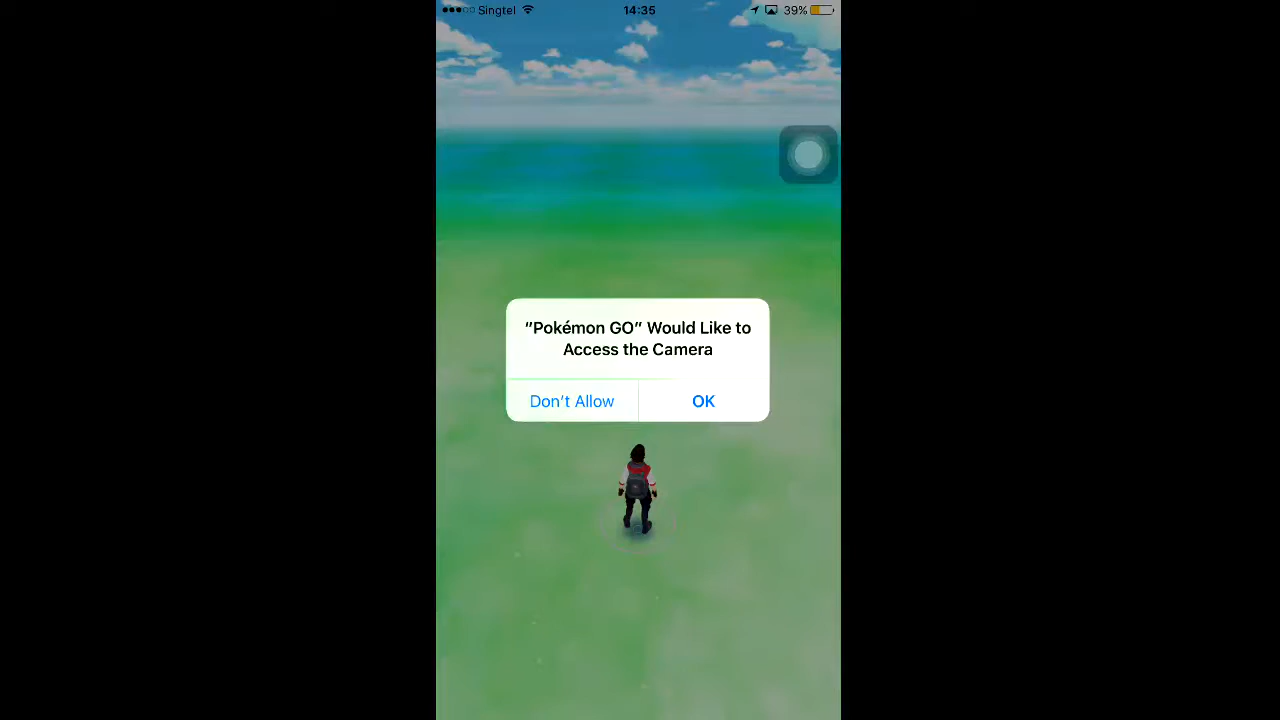 Singtel 14:35 39%
“Pokémon GO” Would Like to
Access the Camera
Don’t Allow OK